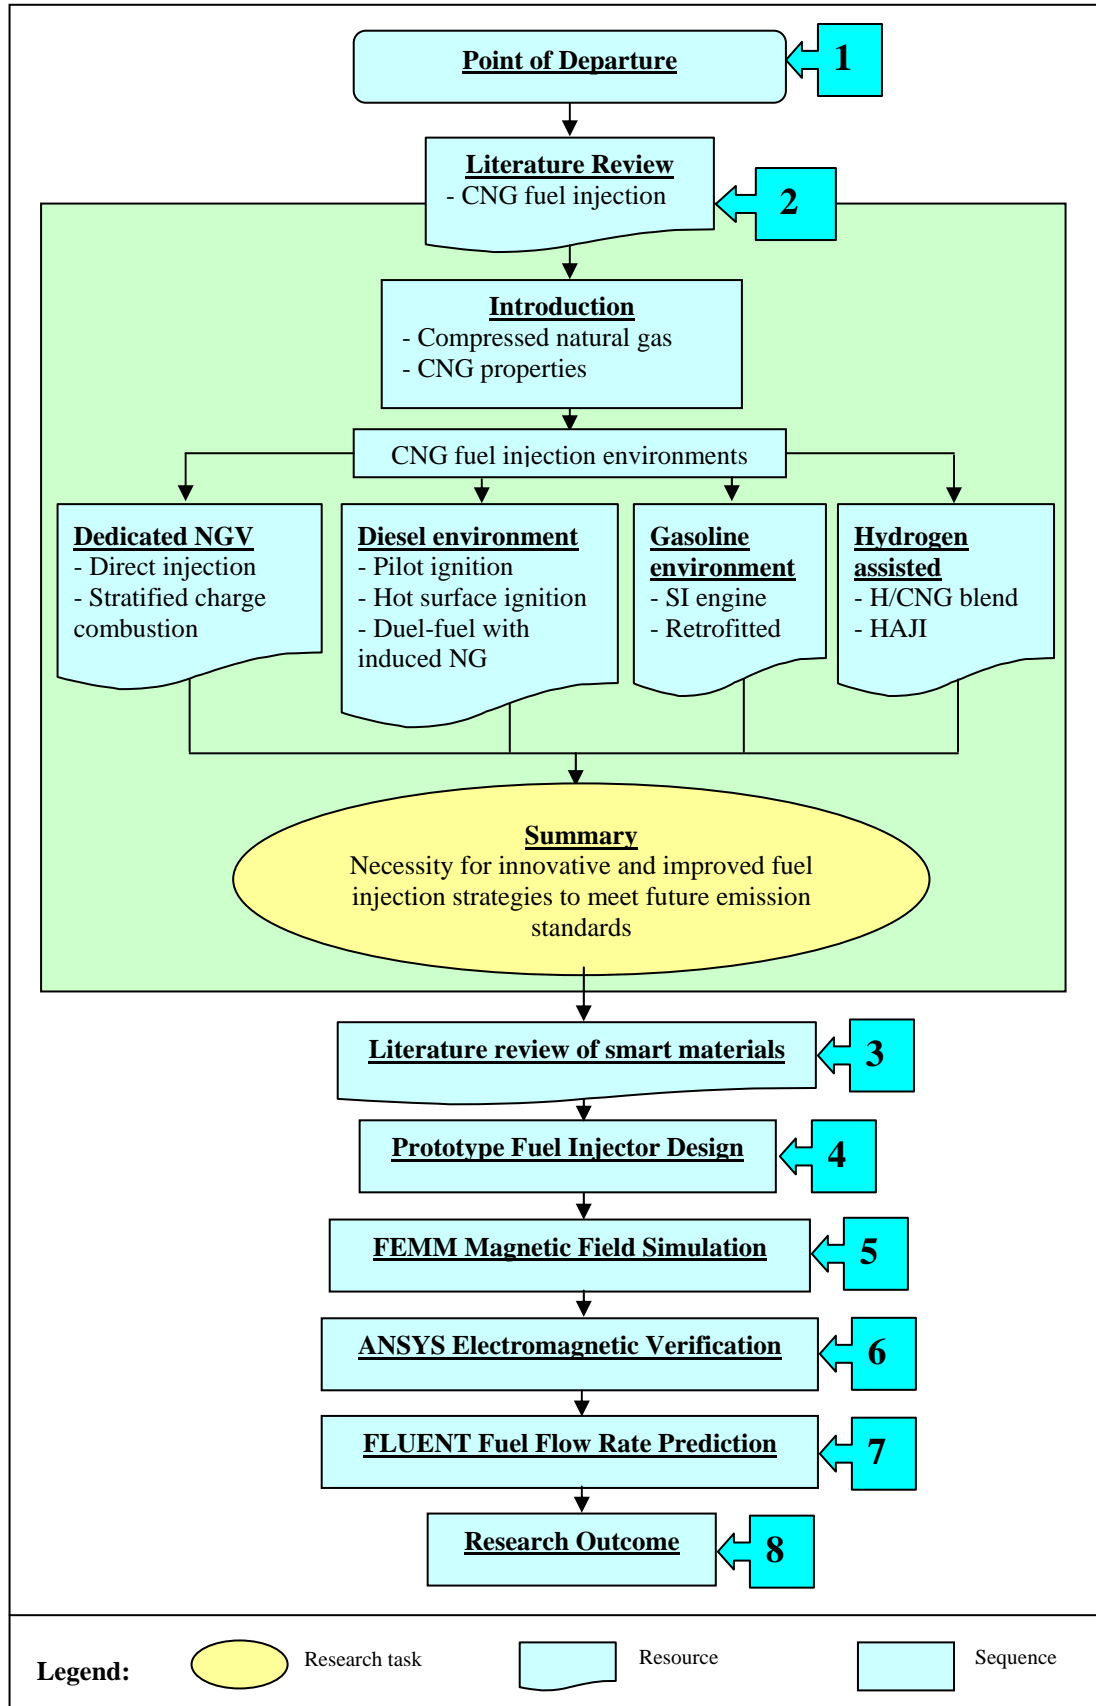 Point of Departure
1
Literature Review
- CNG fuel injection
2
Introduction
- Compressed natural gas
- CNG properties
CNG fuel injection environments
Dedicated NGV
- Direct injection
- Stratified charge
combustion
Diesel environment
- Pilot ignition
- Hot surface ignition
- Duel-fuel with
induced NG
Gasoline
environment
- SI engine
- Retrofitted
Hydrogen
assisted
- H/CNG blend
- HAJI
Summary
Necessity for innovative and improved fuel
injection strategies to meet future emission
standards
Literature review of smart materials
3
Prototype Fuel Injector Design
4
FEMM Magnetic Field Simulation
5
ANSYS Electromagnetic Verification
6
FLUENT Fuel Flow Rate Prediction
7
Research Outcome
8
Legend:
Research task
Resource
Sequence